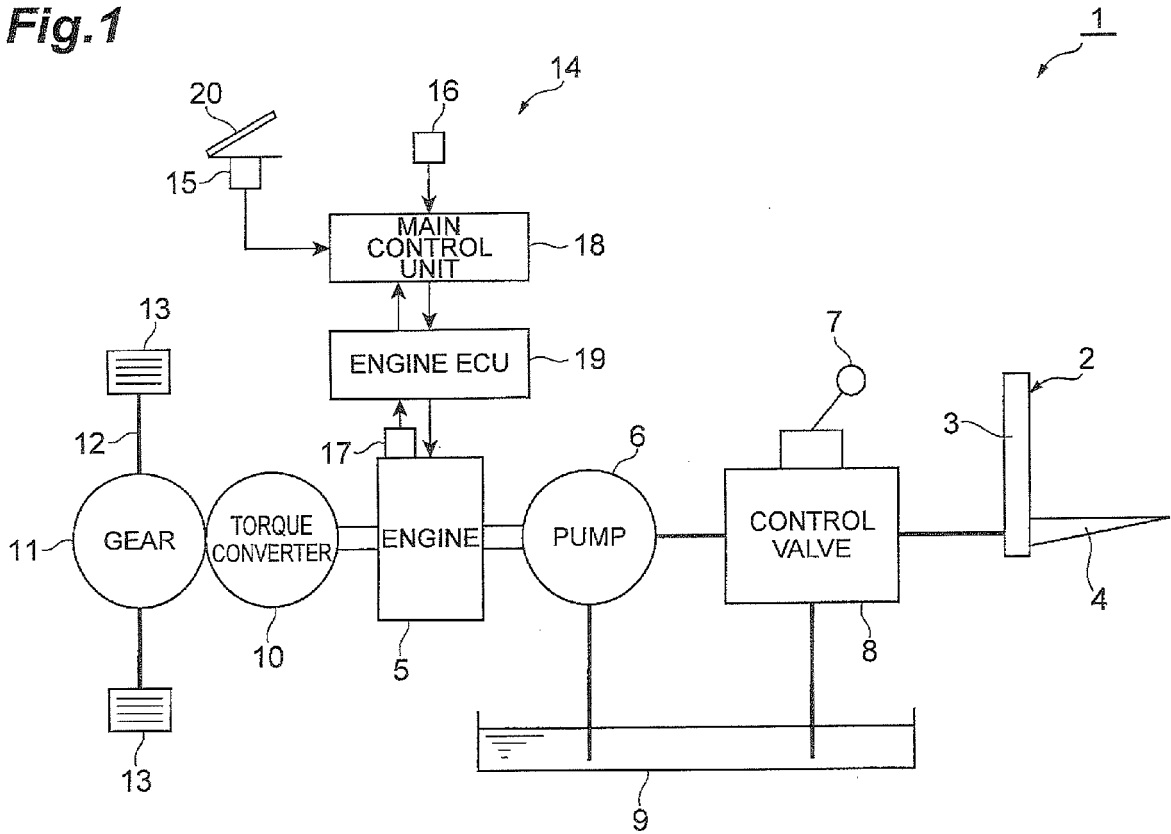 Fig.1
1
14
20
16
15
MAIN
CONTROL
UNIT
18
13
7
ENGINE ECU
19
2
12
17
6
3
11
GEAR
TORQUE
CONVERTER
ENGINE
PUMP
CONTROL
VALVE
4
10
5
8
13
9